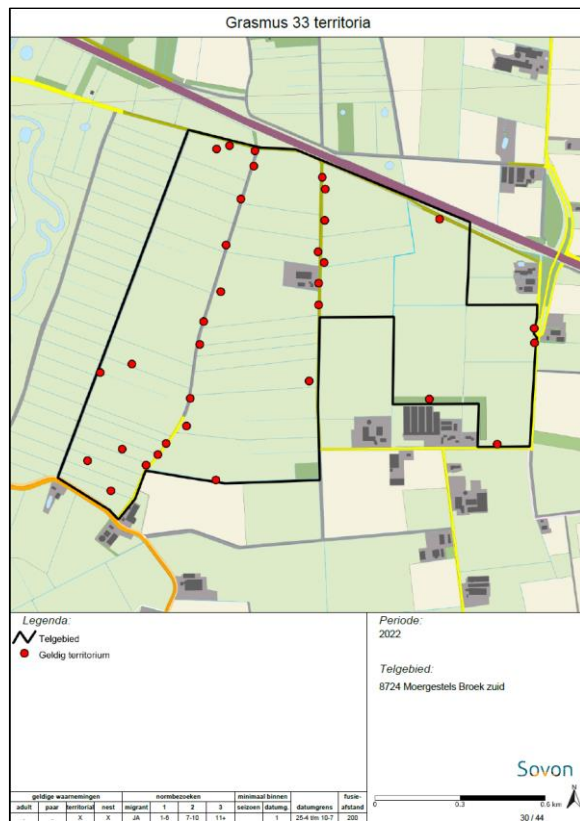 Grasmus 33 territoria
Legenda:
Telgebied
Geldig territorium
Periode:
2022
Telgebied:
8724 Moergestels Broek zuid
Sovon
0 0.3 0.6 km
N
30 / 44
geldige waarnemingen normbezoeken minimaal binnen fusie-
adult paar territorial nest migrant 1 2 3 seizoen datumg. datumgrens afstand
- - X X JA 1-6 7-10 11+ 1 25-4 t/m 10-7 200